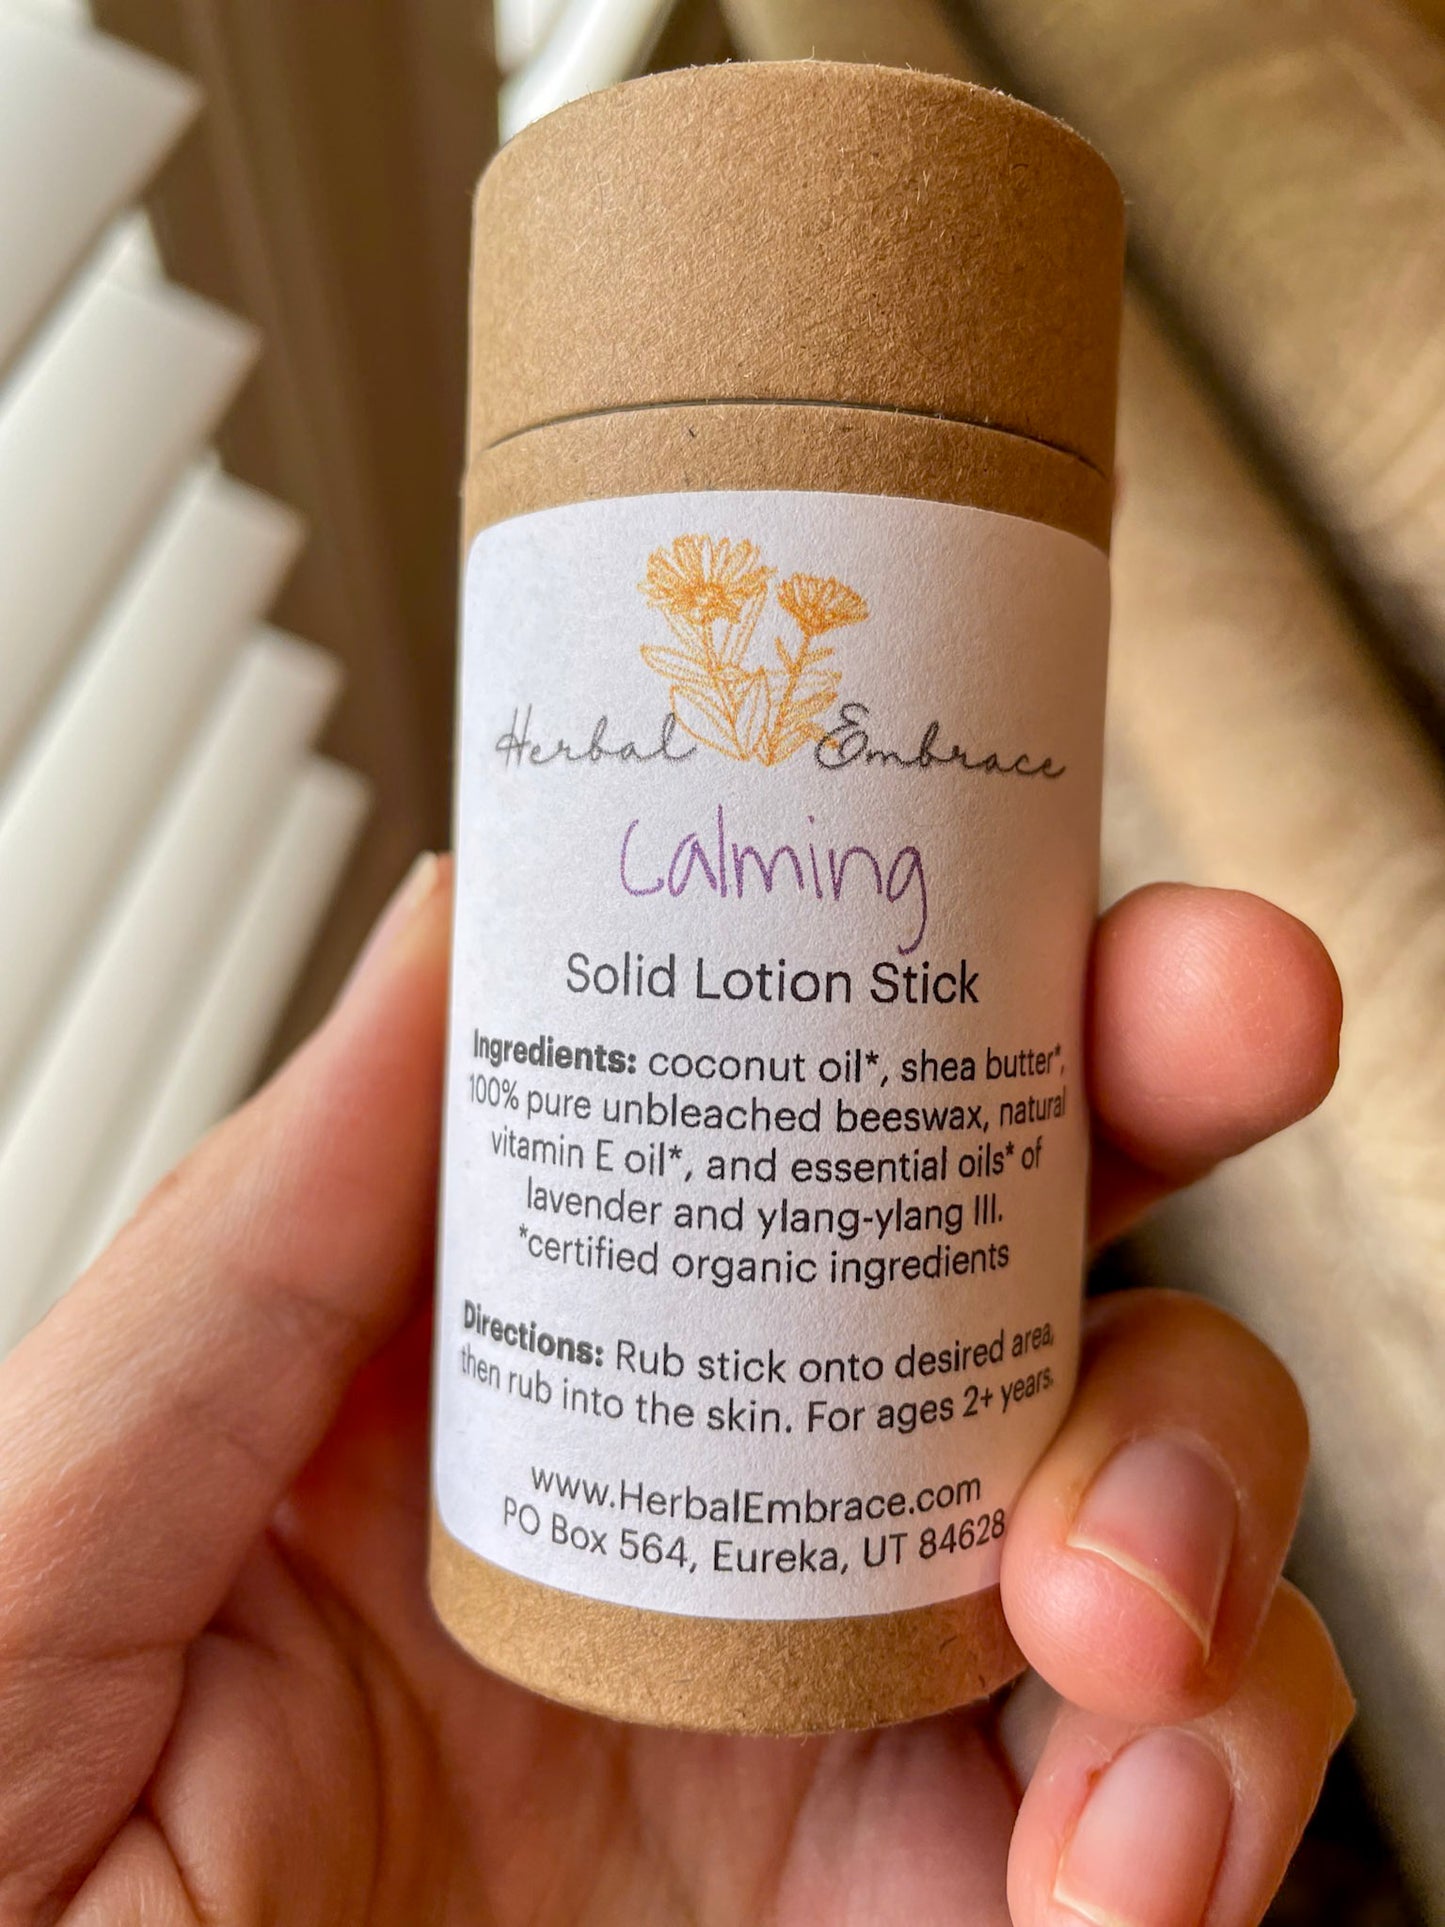 Herbal Embrace
Calming
Solid Lotion Stick
Ingredients: coconut oil*, shea butter*,
100% pure unbleached beeswax, natural
vitamin E oil*, and essential oils* of
lavender and ylang-ylang III.
*certified organic ingredients
Directions: Rub stick onto desired area,
then rub into the skin. For ages 2+ years.
www.HerbalEmbrace.com
PO Box 564, Eureka, UT 84628